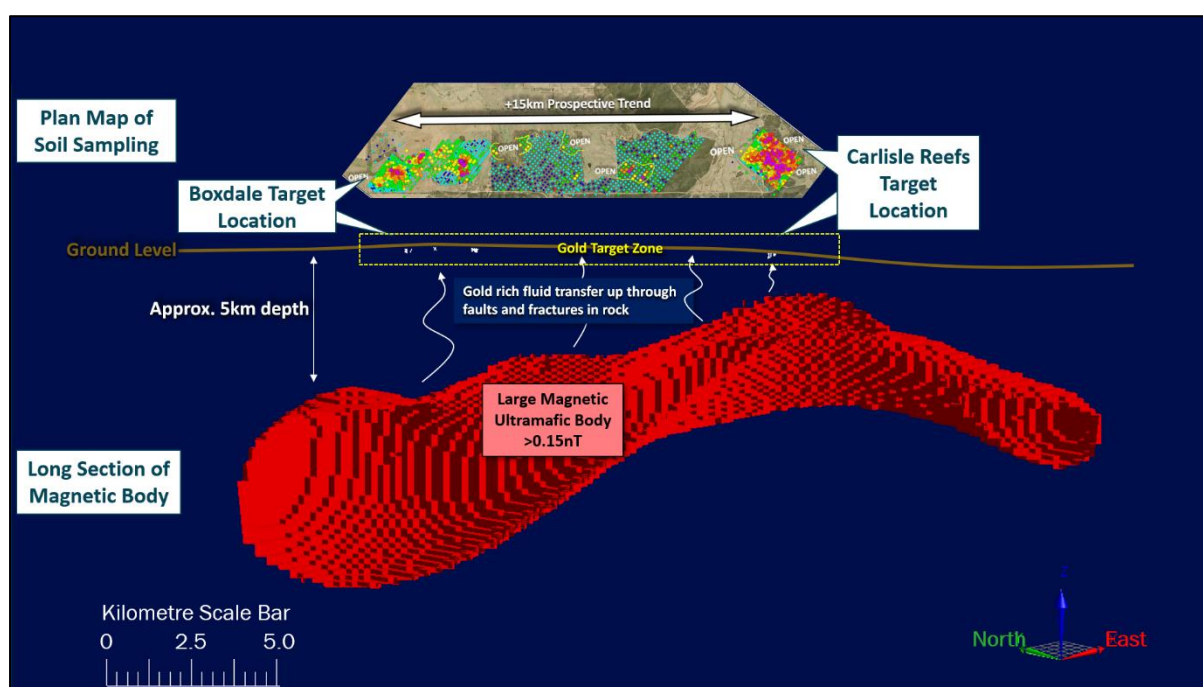 Plan Map of
Soil Sampling
+15km Prospective Trend
OPEN
OPEN
OPEN
OPEN
OPEN
OPEN
OPEN
Boxdale Target
Location
Carlisle Reefs
Target
Location
Ground Level
Gold Target Zone
Approx. 5km depth
Gold rich fluid transfer up through
faults and fractures in rock
Large Magnetic
Ultramafic Body
>0.15nT
Long Section of
Magnetic Body
Kilometre Scale Bar
0 2.5 5.0
Z
North
East